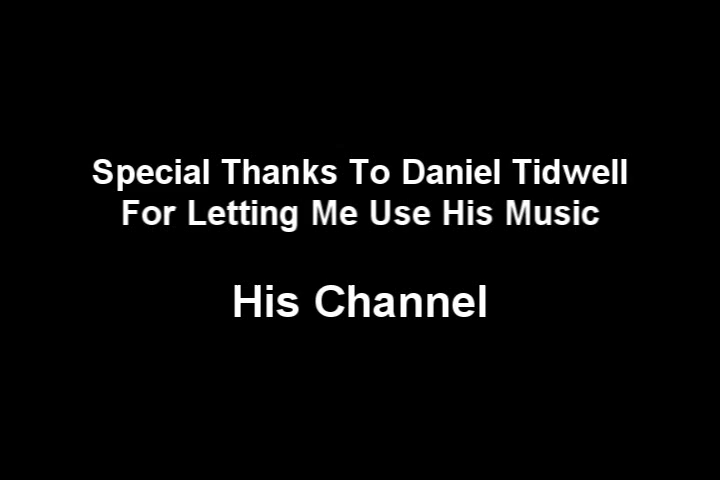 Special Thanks To Daniel Tidwell
For Letting Me Use His Music
His Channel